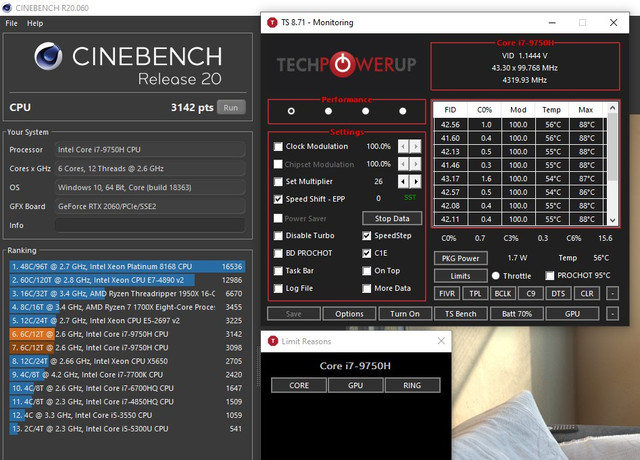 CINEBENCH R20.060
File Help
CINEBENCH
Release 20
CPU 3142 pts Run
Your System
Processor Intel Core i7-9750H CPU
Cores x GHz 6 Cores, 12 Threads @ 2.6 GHz
OS Windows 10, 64 Bit, Core (build 18363)
GFX Board GeForce RTX 2060/PCIe/SSE2
Info
Ranking
1. 48C/96T @ 2.7 GHz, Intel Xeon Platinum 8168 CPU 16536
2. 60C/120T @ 2.8 GHz, Intel Xeon CPU E7-4890 v2 12986
3. 16C/32T @ 3.4 GHz, AMD Ryzen Threadripper 1950X 16-C 6670
4. 8C/16T @ 3.4 GHz, AMD Ryzen 7 1700X Eight-Core Proces 3455
5. 12C/24T @ 2.7 GHz, Intel Xeon CPU E5-2697 v2 3225
6. 6C/12T @ 2.6 GHz, Intel Core i7-9750H CPU 3142
7. 6C/12T @ 2.6 GHz, Intel Core i7-9750H CPU 3098
8. 12C/24T @ 2.66 GHz, Intel Xeon CPU X5650 2705
9. 4C/8T @ 4.2 GHz, Intel Core i7-7700K CPU 2420
10. 4C/8T @ 2.6 GHz, Intel Core i7-6700HQ CPU 1647
11. 4C/8T @ 2.3 GHz, Intel Core i7-4850HQ CPU 1509
12. 4C @ 3.3 GHz, Intel Core i5-3550 CPU 1059
13. 2C/4T @ 2.3 GHz, Intel Core i5-5300U CPU 541
TS 8.71 - Monitoring
TECHPOWERUP
Core i7-9750H
VID 1.1444 V
43.30 x 99.768 MHz
4319.93 MHz
Performance
Settings
Clock Modulation 100.0%
Chipset Modulation 100.0%
Set Multiplier 26
Speed Shift - EPP 0 SST
Power Saver Stop Data
Disable Turbo SpeedStep
BD PROCHOT C1E
Task Bar On Top
Log File More Data
FID C0% Mod Temp Max
42.56 1.0 100.0 56°C 88°C
41.60 0.4 100.0 56°C 88°C
42.13 0.5 100.0 55°C 88°C
41.46 0.3 100.0 55°C 88°C
43.17 1.6 100.0 54°C 87°C
42.57 0.5 100.0 54°C 86°C
42.08 0.4 100.0 55°C 88°C
42.11 0.4 100.0 55°C 88°C
C0% 0.7 C3% 0.3 C6% 15.6
PKG Power 1.7 W Temp 56°C
Limits Throttle PROCHOT 95°C
FIVR TPL BCLK C9 DTS CLR -
Save Options Turn On TS Bench Batt 70% GPU -
Limit Reasons
Core i7-9750H
CORE GPU RING